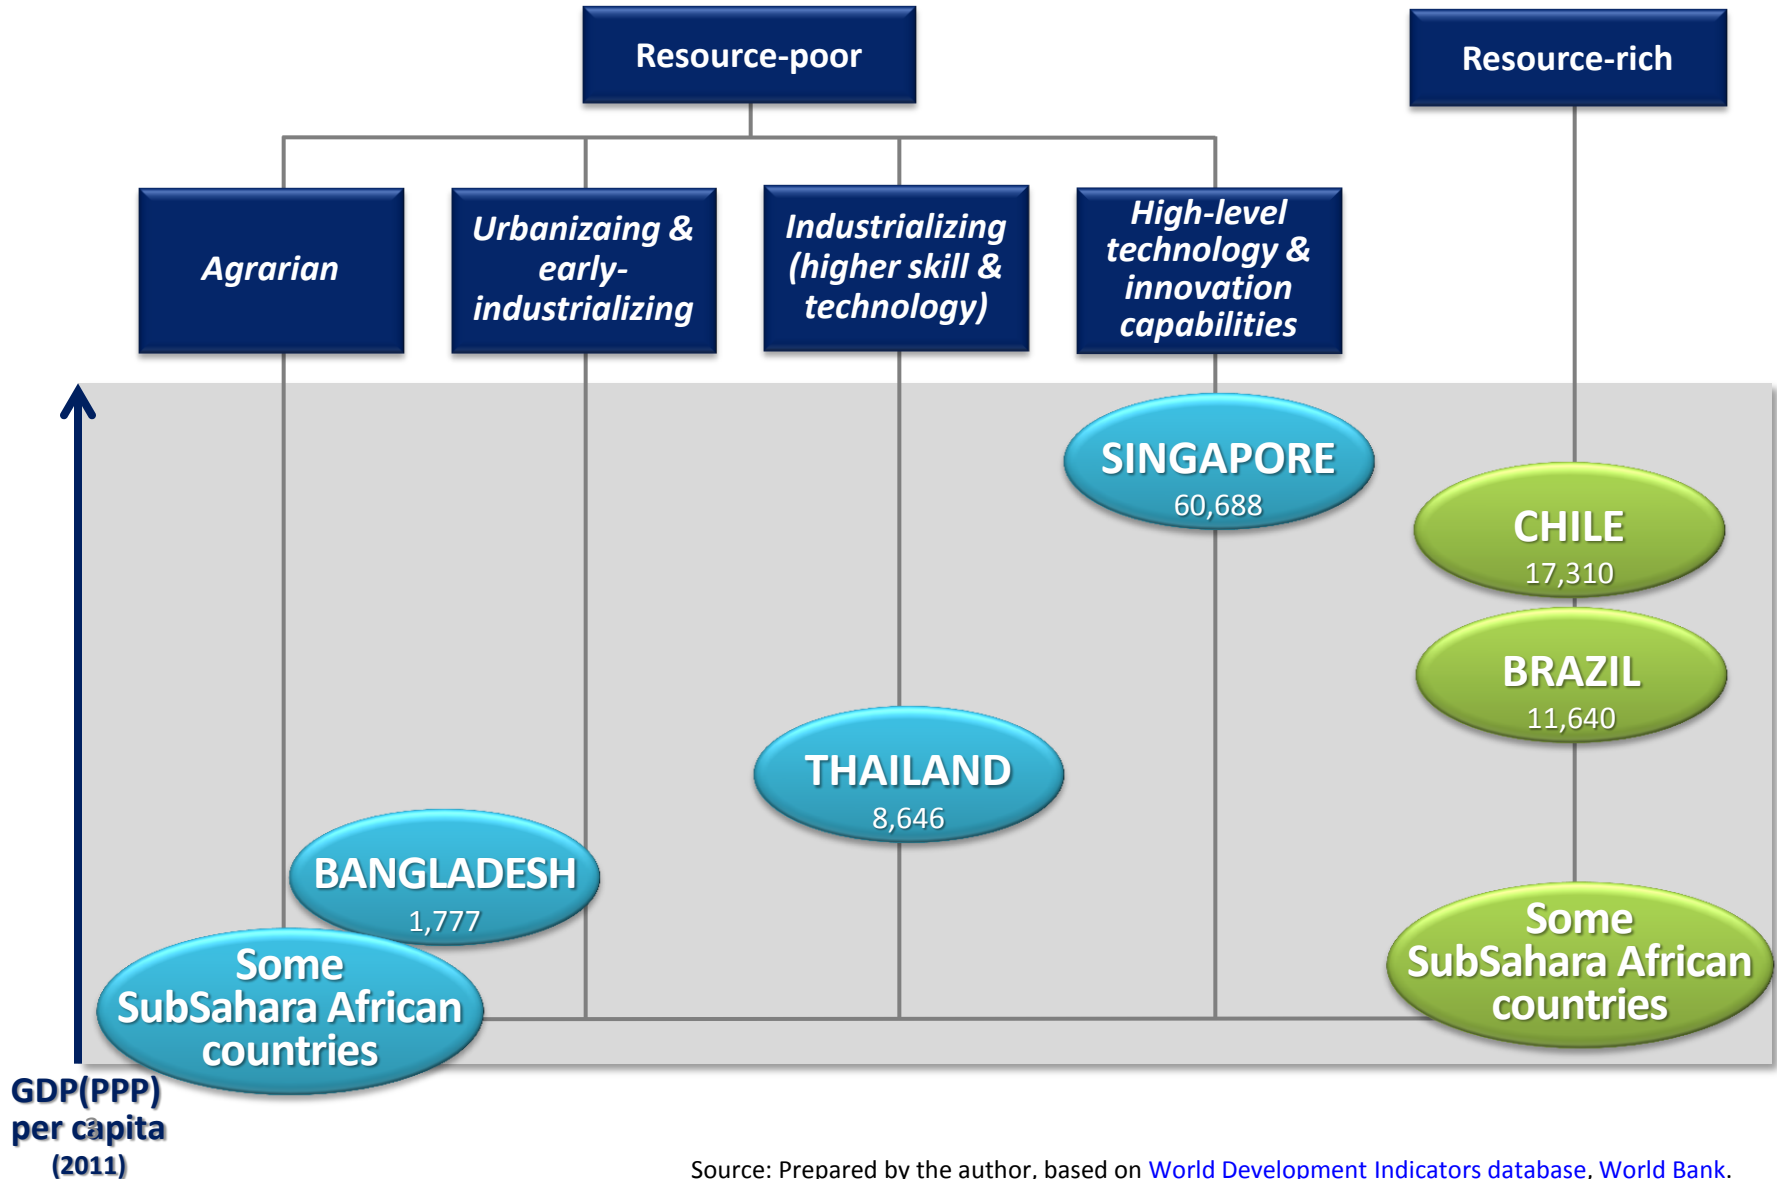 Resource-poor
Resource-rich
Agrarian
Urbanizaing &
early-
industrializing
Industrializing
(higher skill &
technology)
High-level
technology &
innovation
capabilities
SINGAPORE
60,688
CHILE
17,310
BRAZIL
11,640
THAILAND
8,646
BANGLADESH
1,777
Some
SubSahara African
countries
Some
SubSahara African
countries
GDP(PPP)
per capita
(2011)
3
Source: Prepared by the author, based on World Development Indicators database, World Bank.